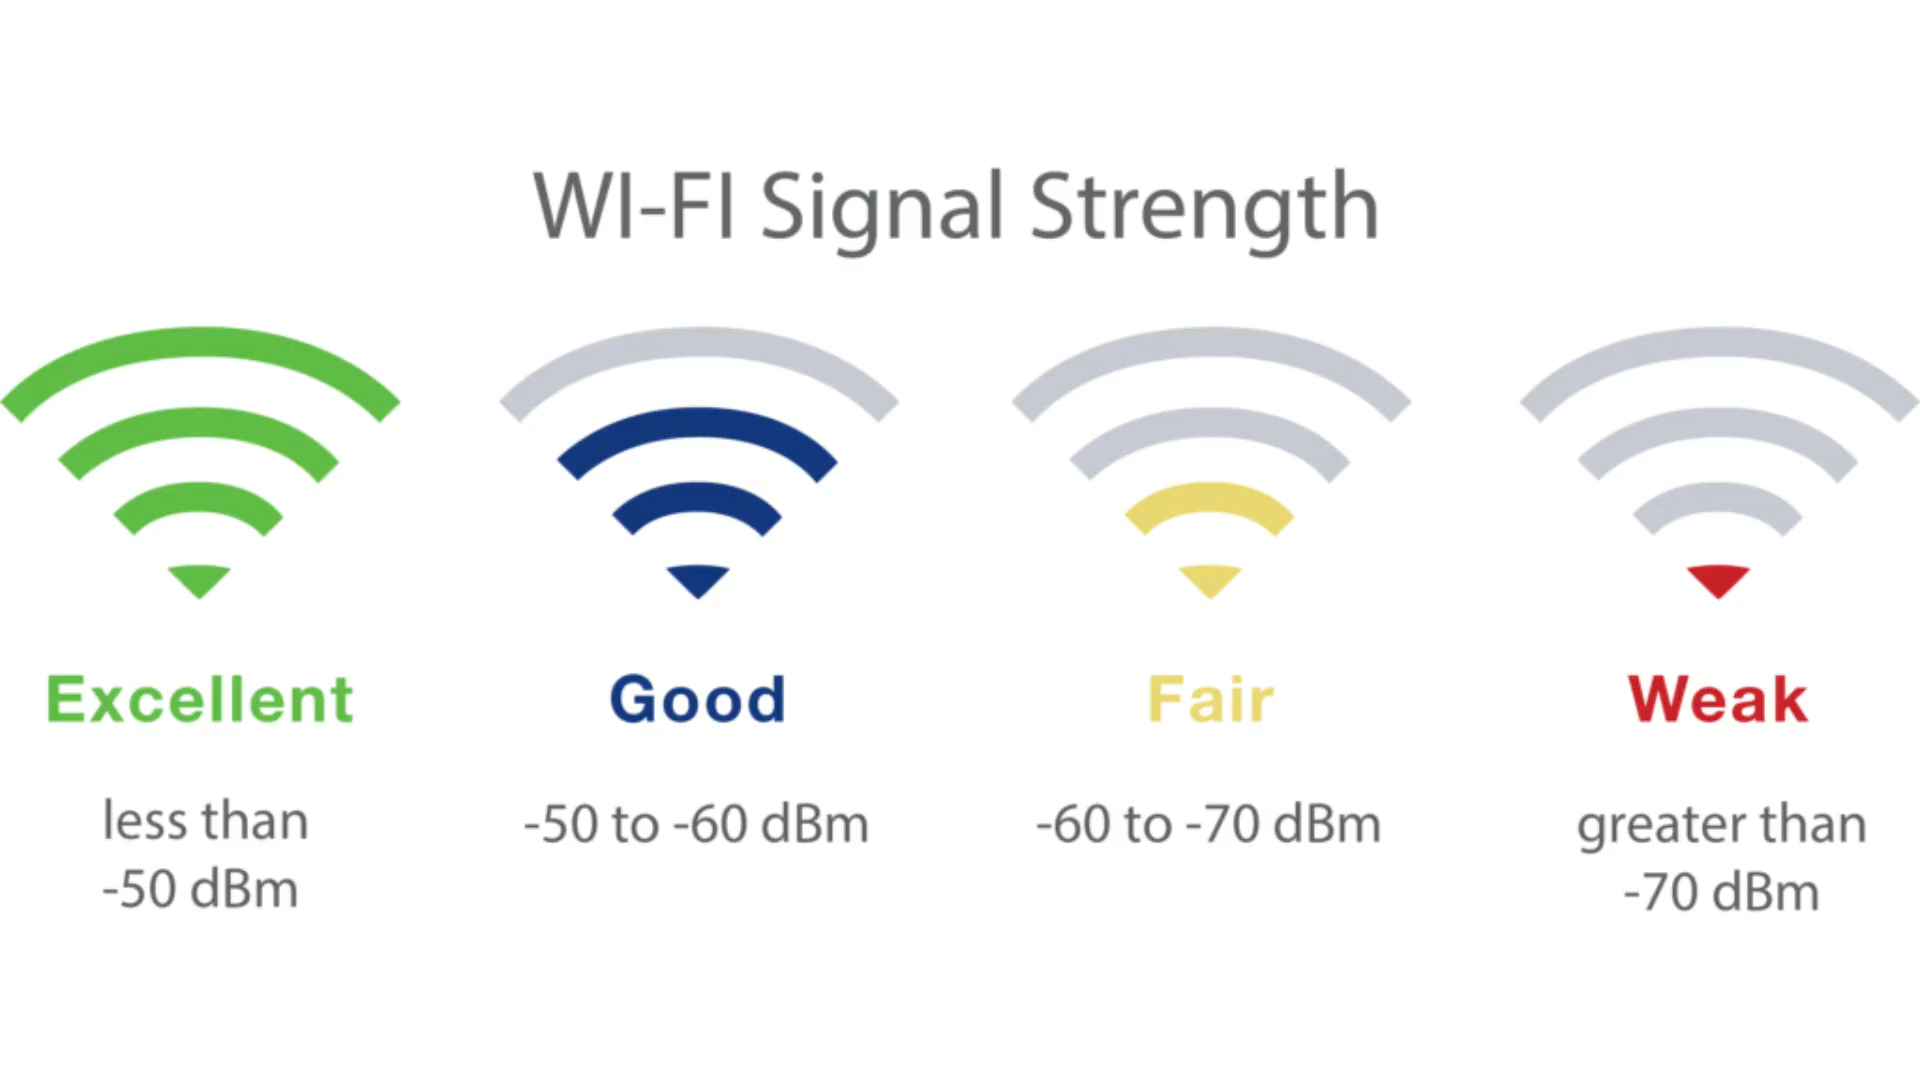 WI-FI Signal Strength
Excellent
less than
-50 dBm
Good
-50 to -60 dBm
Fair
-60 to -70 dBm
Weak
greater than
-70 dBm